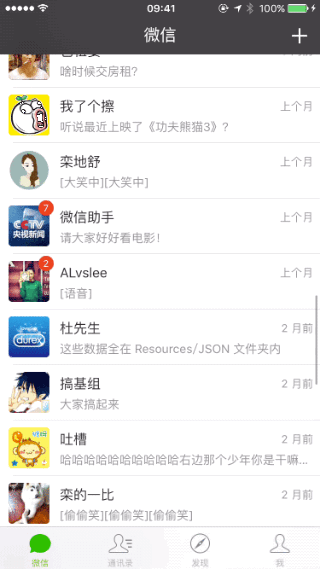 09:41
100%
微信
啥时候交房租?
我了个擦
上个月
听说最近上映了《功夫熊猫3》?
栾地舒
上个月
[大笑中][大笑中]
7
微信助手
上个月
CCTV
央视新闻
请大家好好看电影!
2
ALvslee
上个月
[语音]
杜先生
2 月前
durex
这些数据全在 Resources/JSON 文件夹内
搞基组
2 月前
大家搞起来
吐槽
2 月前
哈哈哈哈哈哈哈哈哈哈右边那个少年你是干嘛...
栾的一比
2 月前
[偷偷笑][偷偷笑][偷偷笑]
微信
通讯录
发现
我